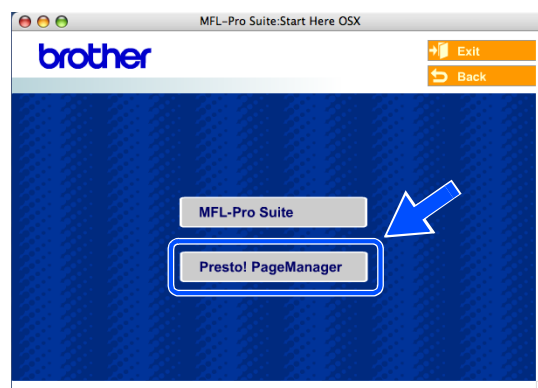 MFL-Pro Suite:Start Here OSX
brother
Exit
Back
MFL-Pro Suite
Presto! PageManager